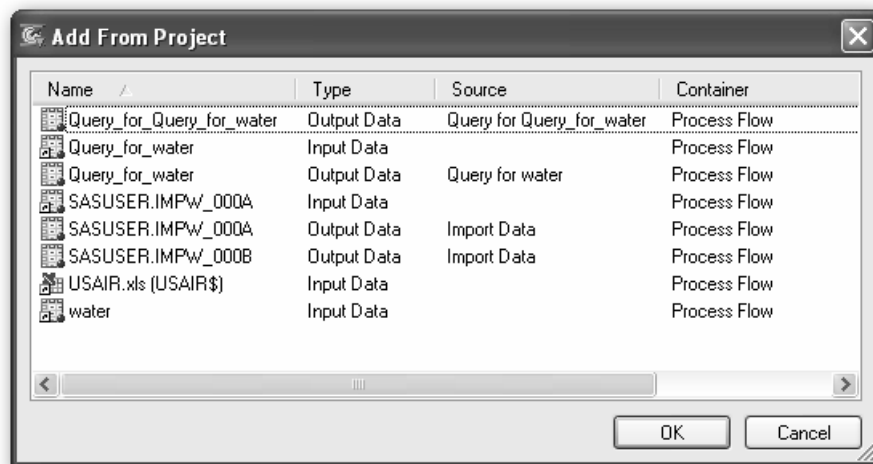 Add From Project
Name Type Source Container
Query_for_Query_for_water Output Data Query for Query_for_water Process Flow
Query_for_water Input Data Process Flow
Query_for_water Output Data Query for water Process Flow
SASUSER.IMPW_000A Input Data Process Flow
SASUSER.IMPW_000A Output Data Import Data Process Flow
SASUSER.IMPW_000B Output Data Import Data Process Flow
USAIR.xls (USAIR$) Input Data Process Flow
water Input Data Process Flow
OK Cancel